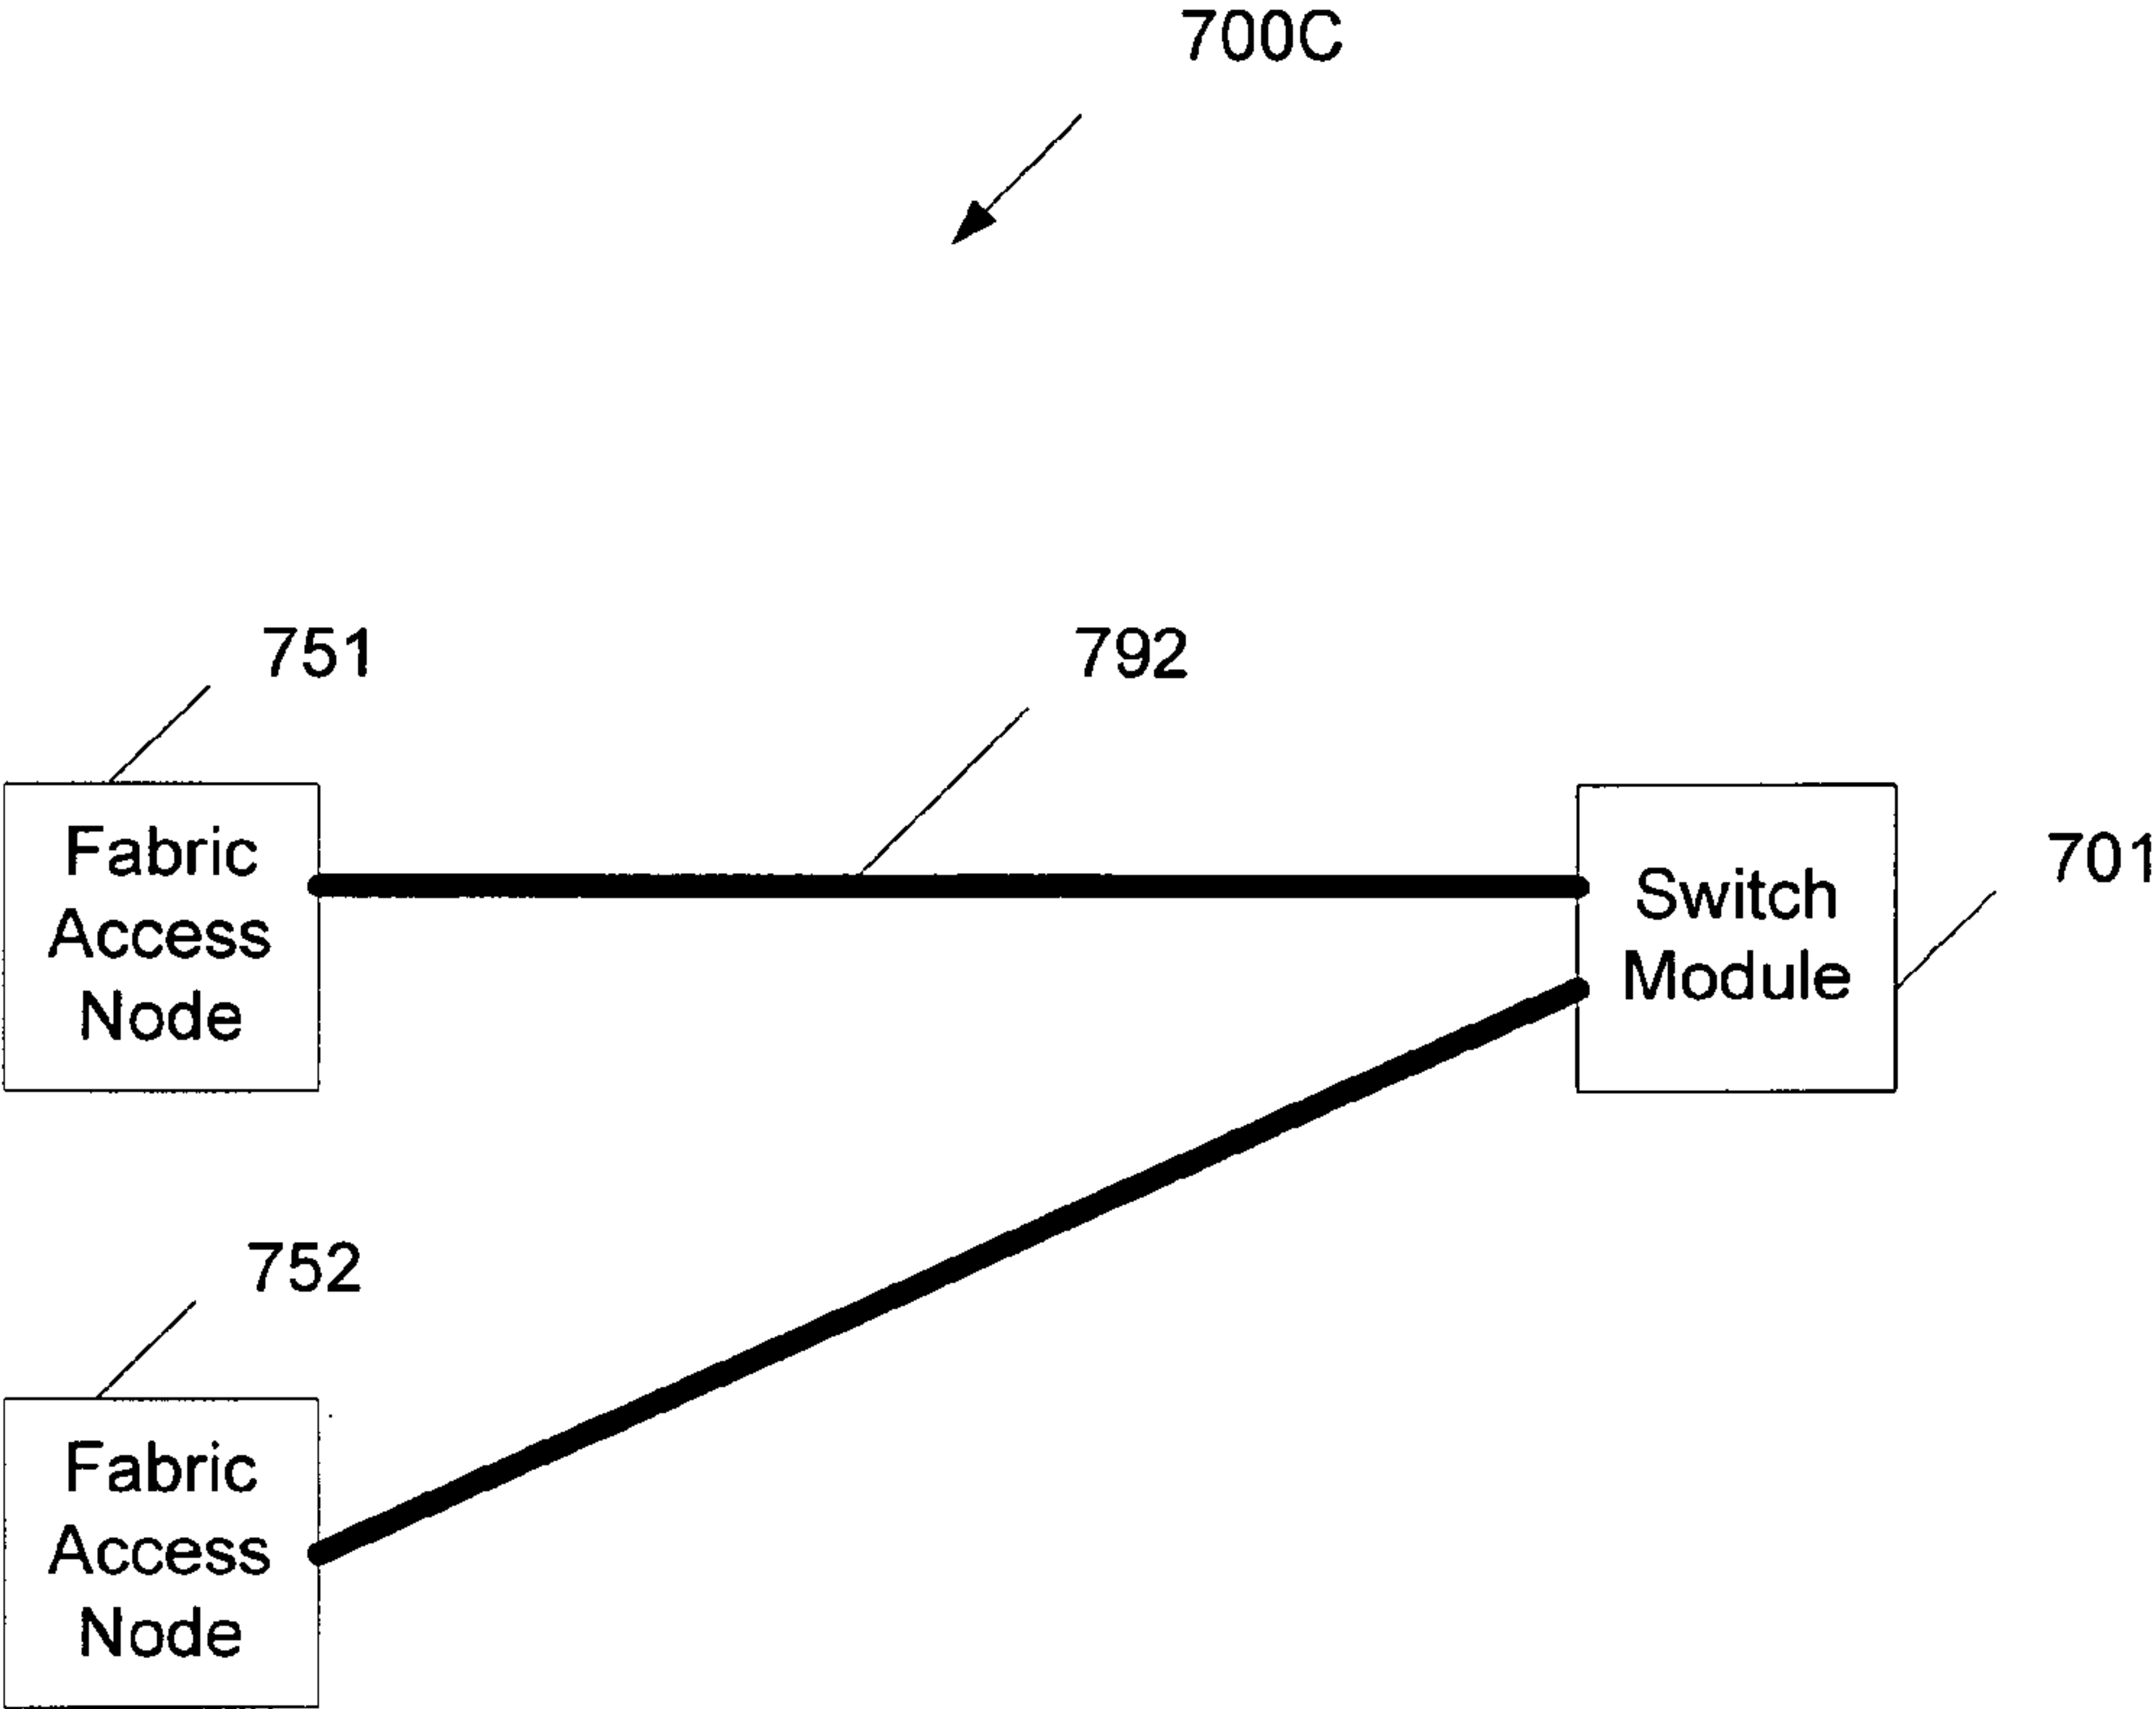 700C
751
792
Fabric
Access
Node
Switch
Module
701
752
Fabric
Access
Node